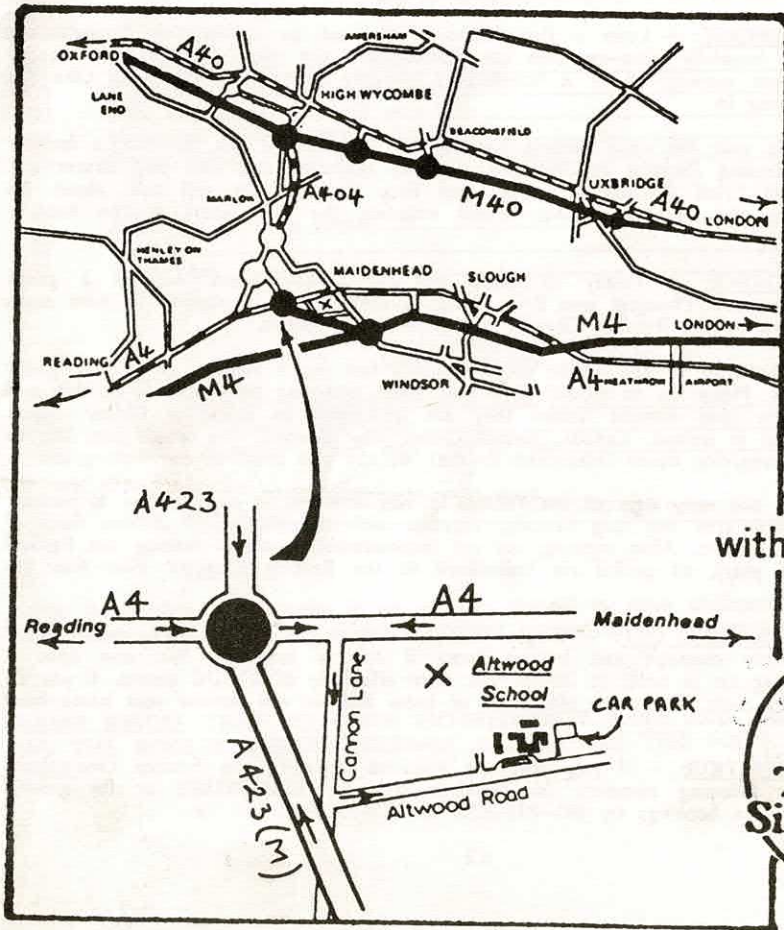 AMERSHAM
A40
OXFORD
LANE
END
HIGH WYCOMBE
BEACONSFIELD
UXBRIDGE
A40
LONDON
MARLOW
A404
M40
HENLEY ON
THAMES
MAIDENHEAD
SLOUGH
X
M4
LONDON
READING
A4
M4
WINDSOR
A4
HEATHROW
AIRPORT
A423
with
A4
A4
Reading
Maidenhead
Cannon Lane
X Altwood
School
CAR PARK
Altwood Road
A423(M)
Si